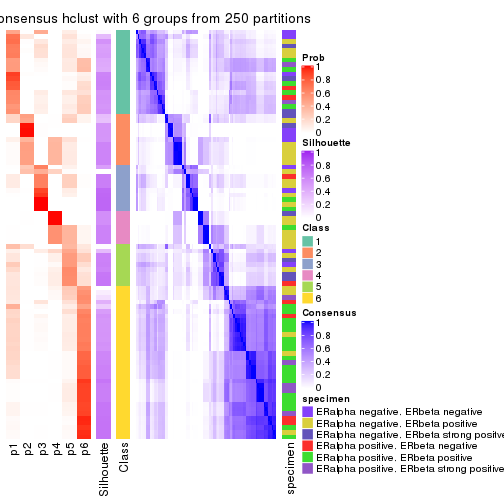 onsensus hclust with 6 groups from 250 partitions
Prob
1
0.8
0.6
0.4
0.2
0
Silhouette
1
0.8
0.6
0.4
0.2
0
Class
1
2
3
4
5
6
Consensus
1
0.8
0.6
0.4
0.2
0
specimen
ERalpha negative. ERbeta negative
ERalpha negative. ERbeta positive
ERalpha negative. ERbeta strong positive
ERalpha positive. ERbeta negative
ERalpha positive. ERbeta positive
ERalpha positive. ERbeta strong positive
p1
p2
p3
p4
p5
p6
Silhouette
Class
specimen